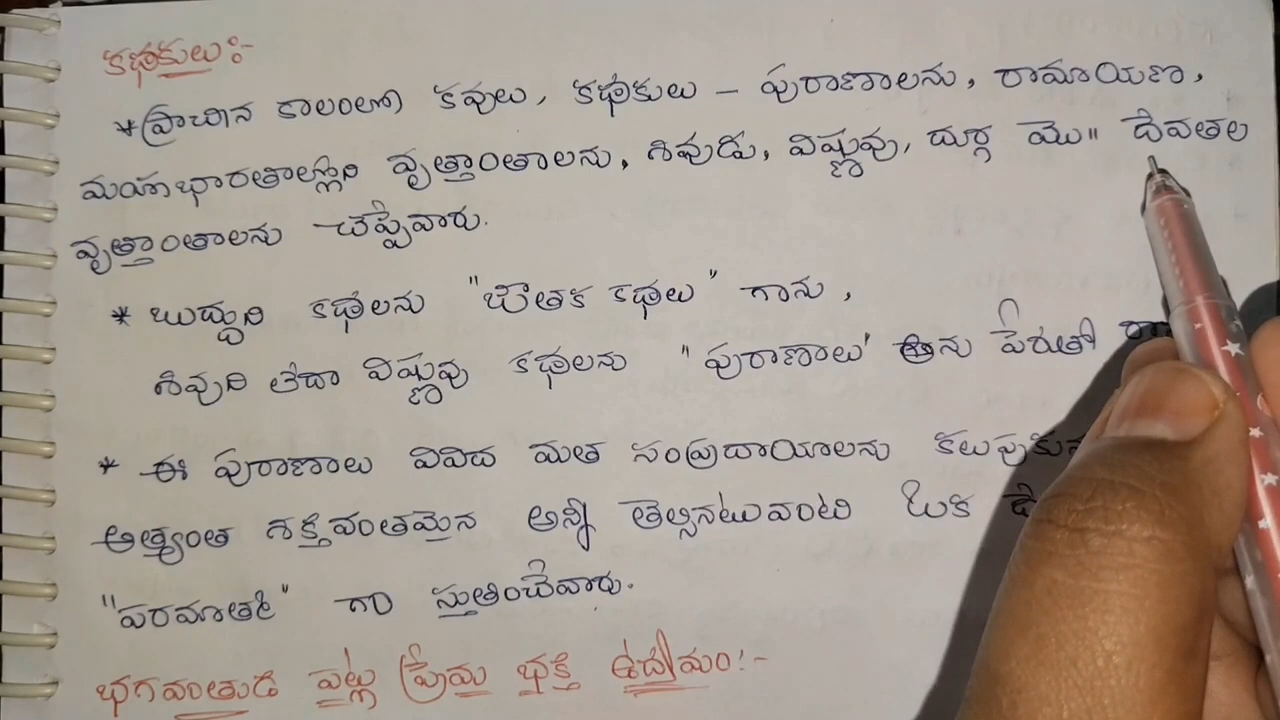 కథకులు :-
* ప్రాచీన కాలంలో కవులు, కథకులు – పురాణాలను, రామాయణ,
మహాభారతాల్లోని వృత్తాంతాలను, శివుడు, విష్ణువు, దుర్గ మొ॥ దేవతల
వృత్తాంతాలను చెప్పేవారు.
* బుద్ధుని కథలను "జాతక కథలు" గాను,
శివుని లేదా విష్ణువు కథలను "పురాణాలు' అను పేరుతో
* ఈ పురాణాలు వివిధ మత సంప్రదాయాలను
అత్యంత శక్తవంతమైన అన్నీ తెల్సినటువంటి ఒక
"పరమాత్మ" గా స్తుతించేవారు.
భగవంతుడ పట్ల ప్రేమ భక్తి ఉద్యమం :-